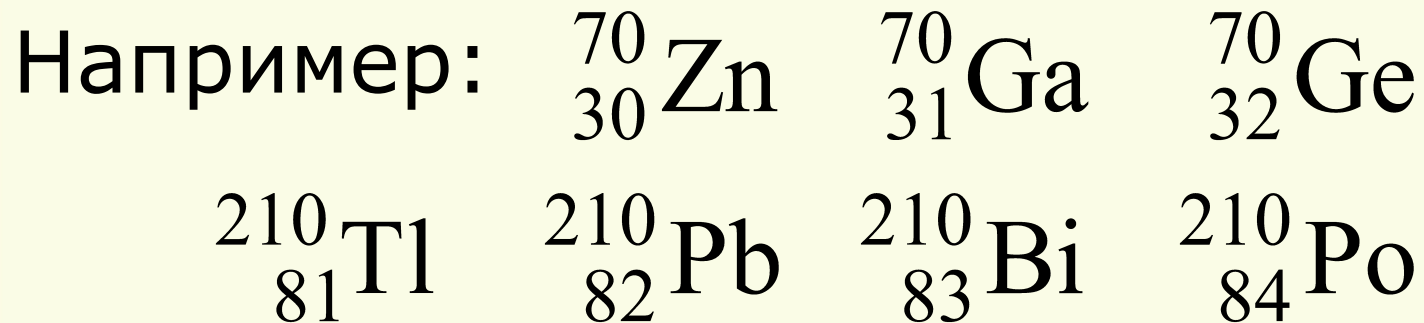 Например: ⁷⁰₃₀Zn ⁷⁰₃₁Ga ⁷⁰₃₂Ge
²¹⁰₈₁Tl ²¹⁰₈₂Pb ²¹⁰₈₃Bi ²¹⁰₈₄Po